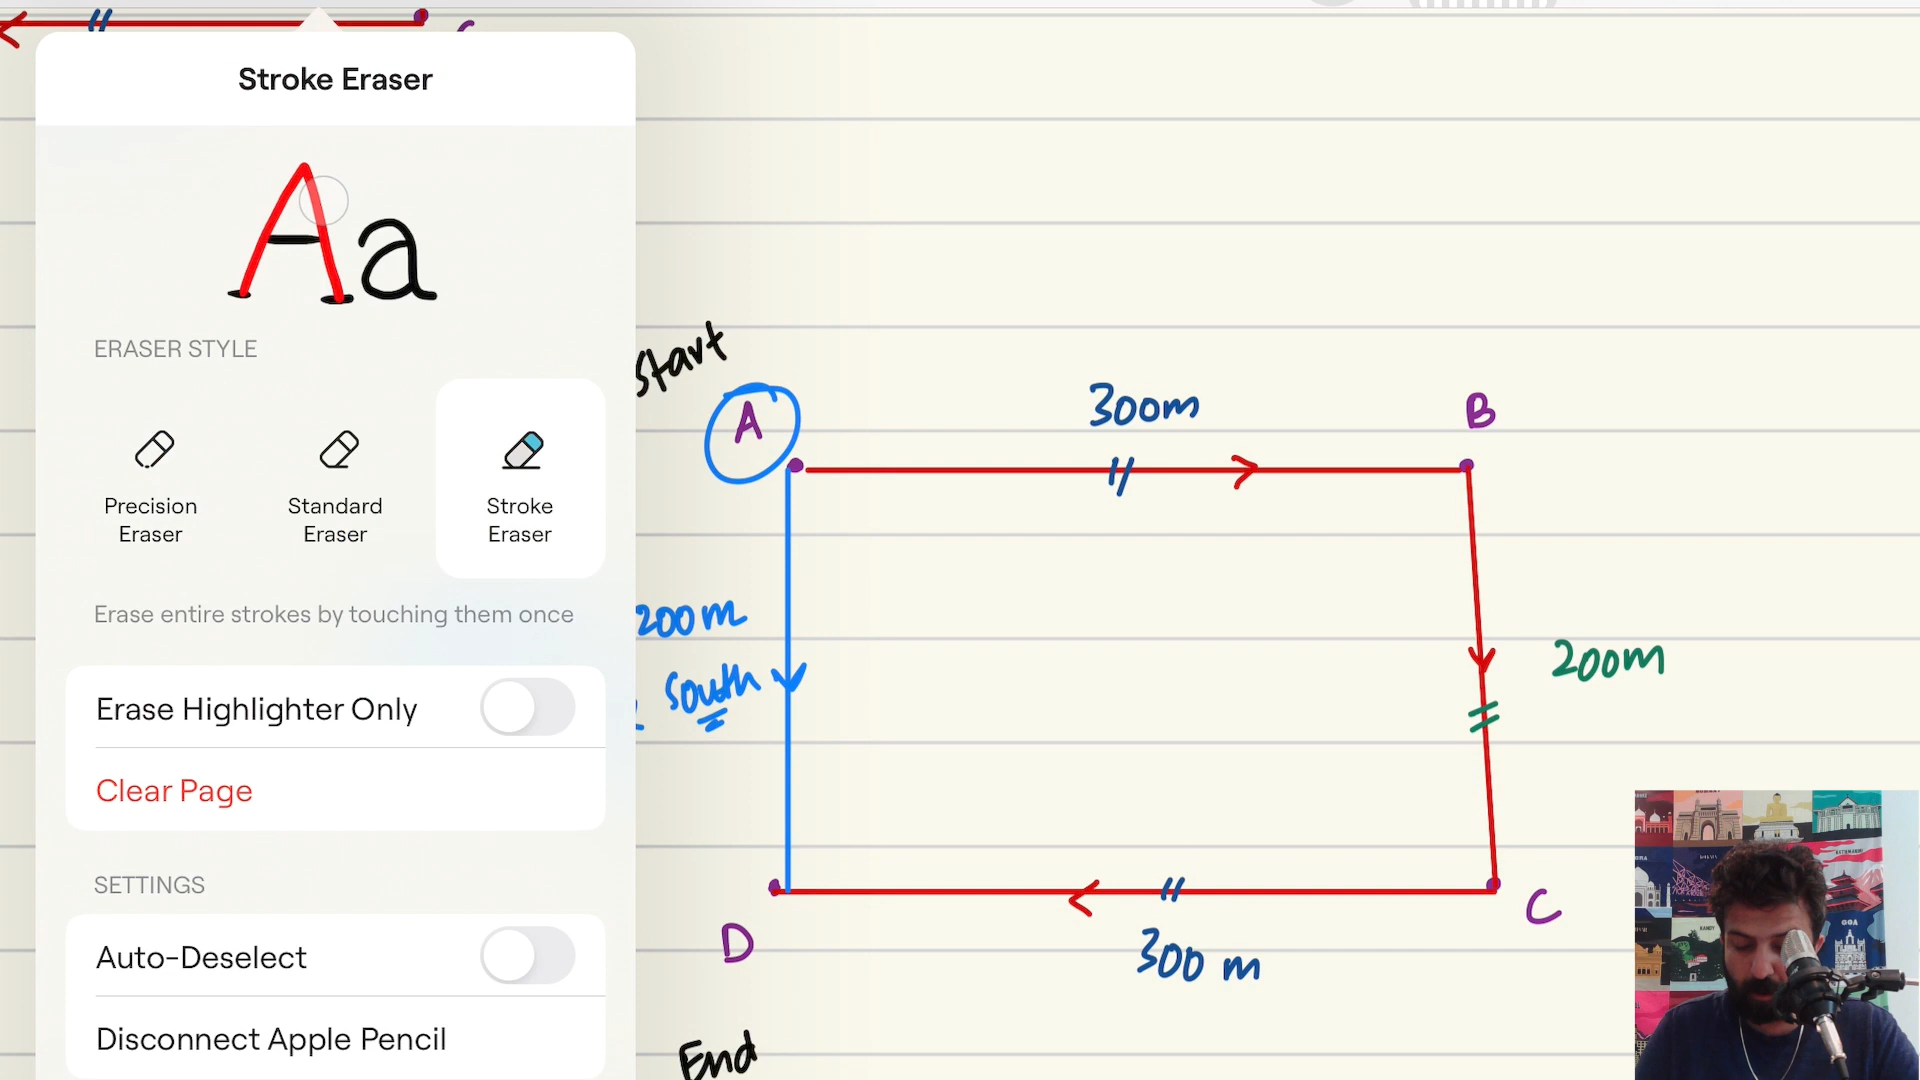 Stroke Eraser
Aa
ERASER STYLE
Precision Eraser
Standard Eraser
Stroke Eraser
Erase entire strokes by touching them once
Erase Highlighter Only
Clear Page
SETTINGS
Auto-Deselect
Disconnect Apple Pencil
Start
A
300m
B
200m
South
200m
D
300 m
C
End
GOA